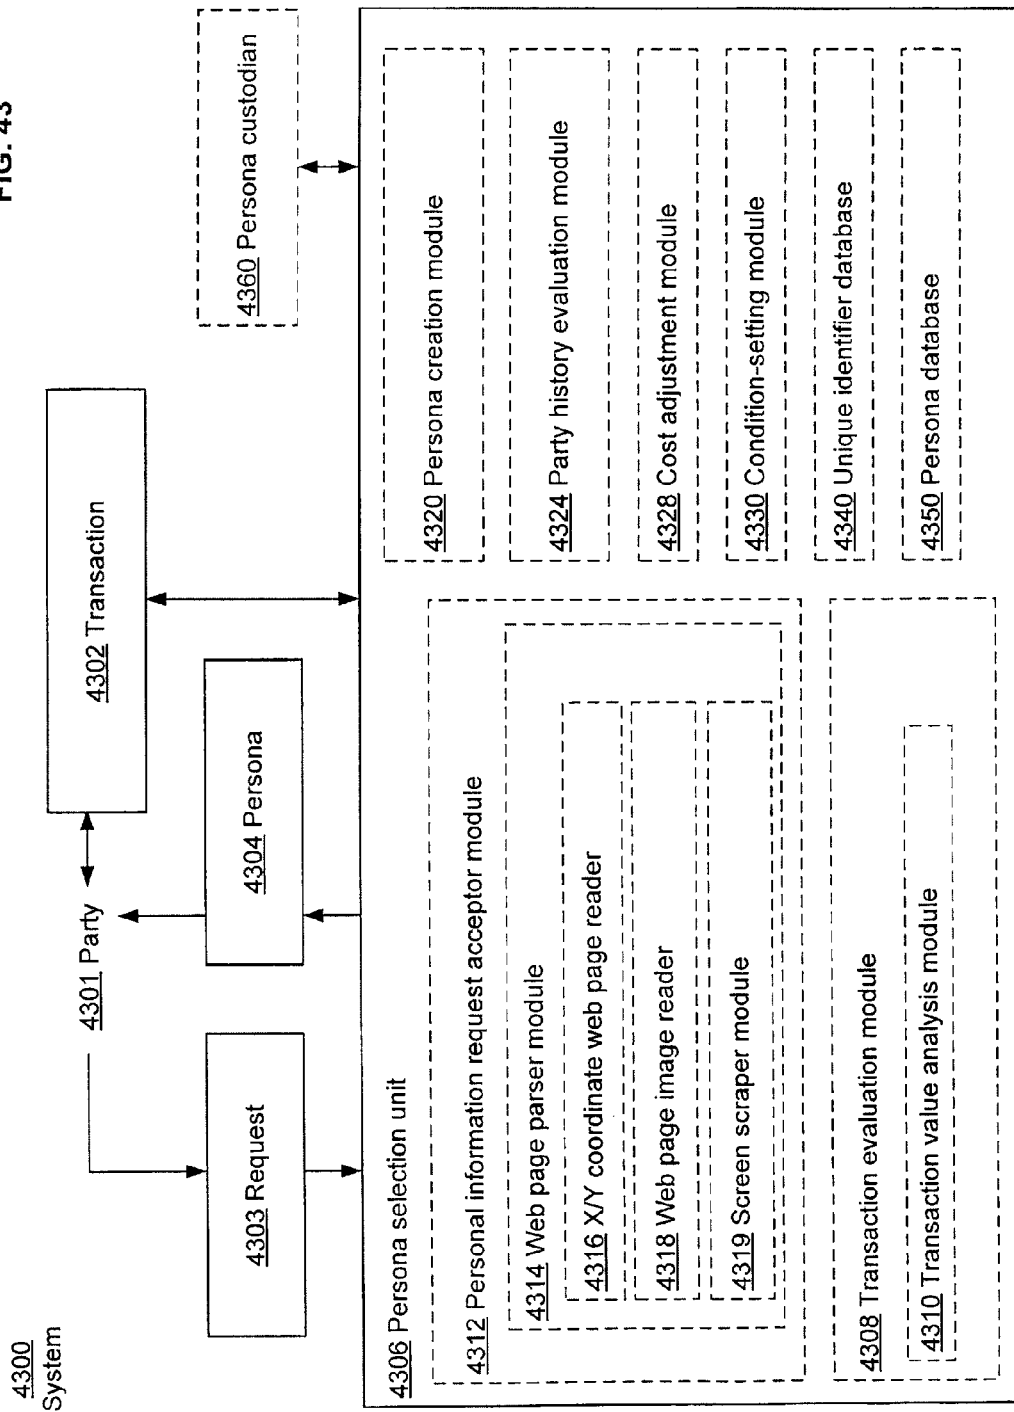 FIG. 43
4300
System
4301 Party
4302 Transaction
4303 Request
4304 Persona
4360 Persona custodian
4306 Persona selection unit
4312 Personal information request acceptor module
4314 Web page parser module
4316 X/Y coordinate web page reader
4318 Web page image reader
4319 Screen scraper module
4308 Transaction evaluation module
4310 Transaction value analysis module
4320 Persona creation module
4324 Party history evaluation module
4328 Cost adjustment module
4330 Condition-setting module
4340 Unique identifier database
4350 Persona database